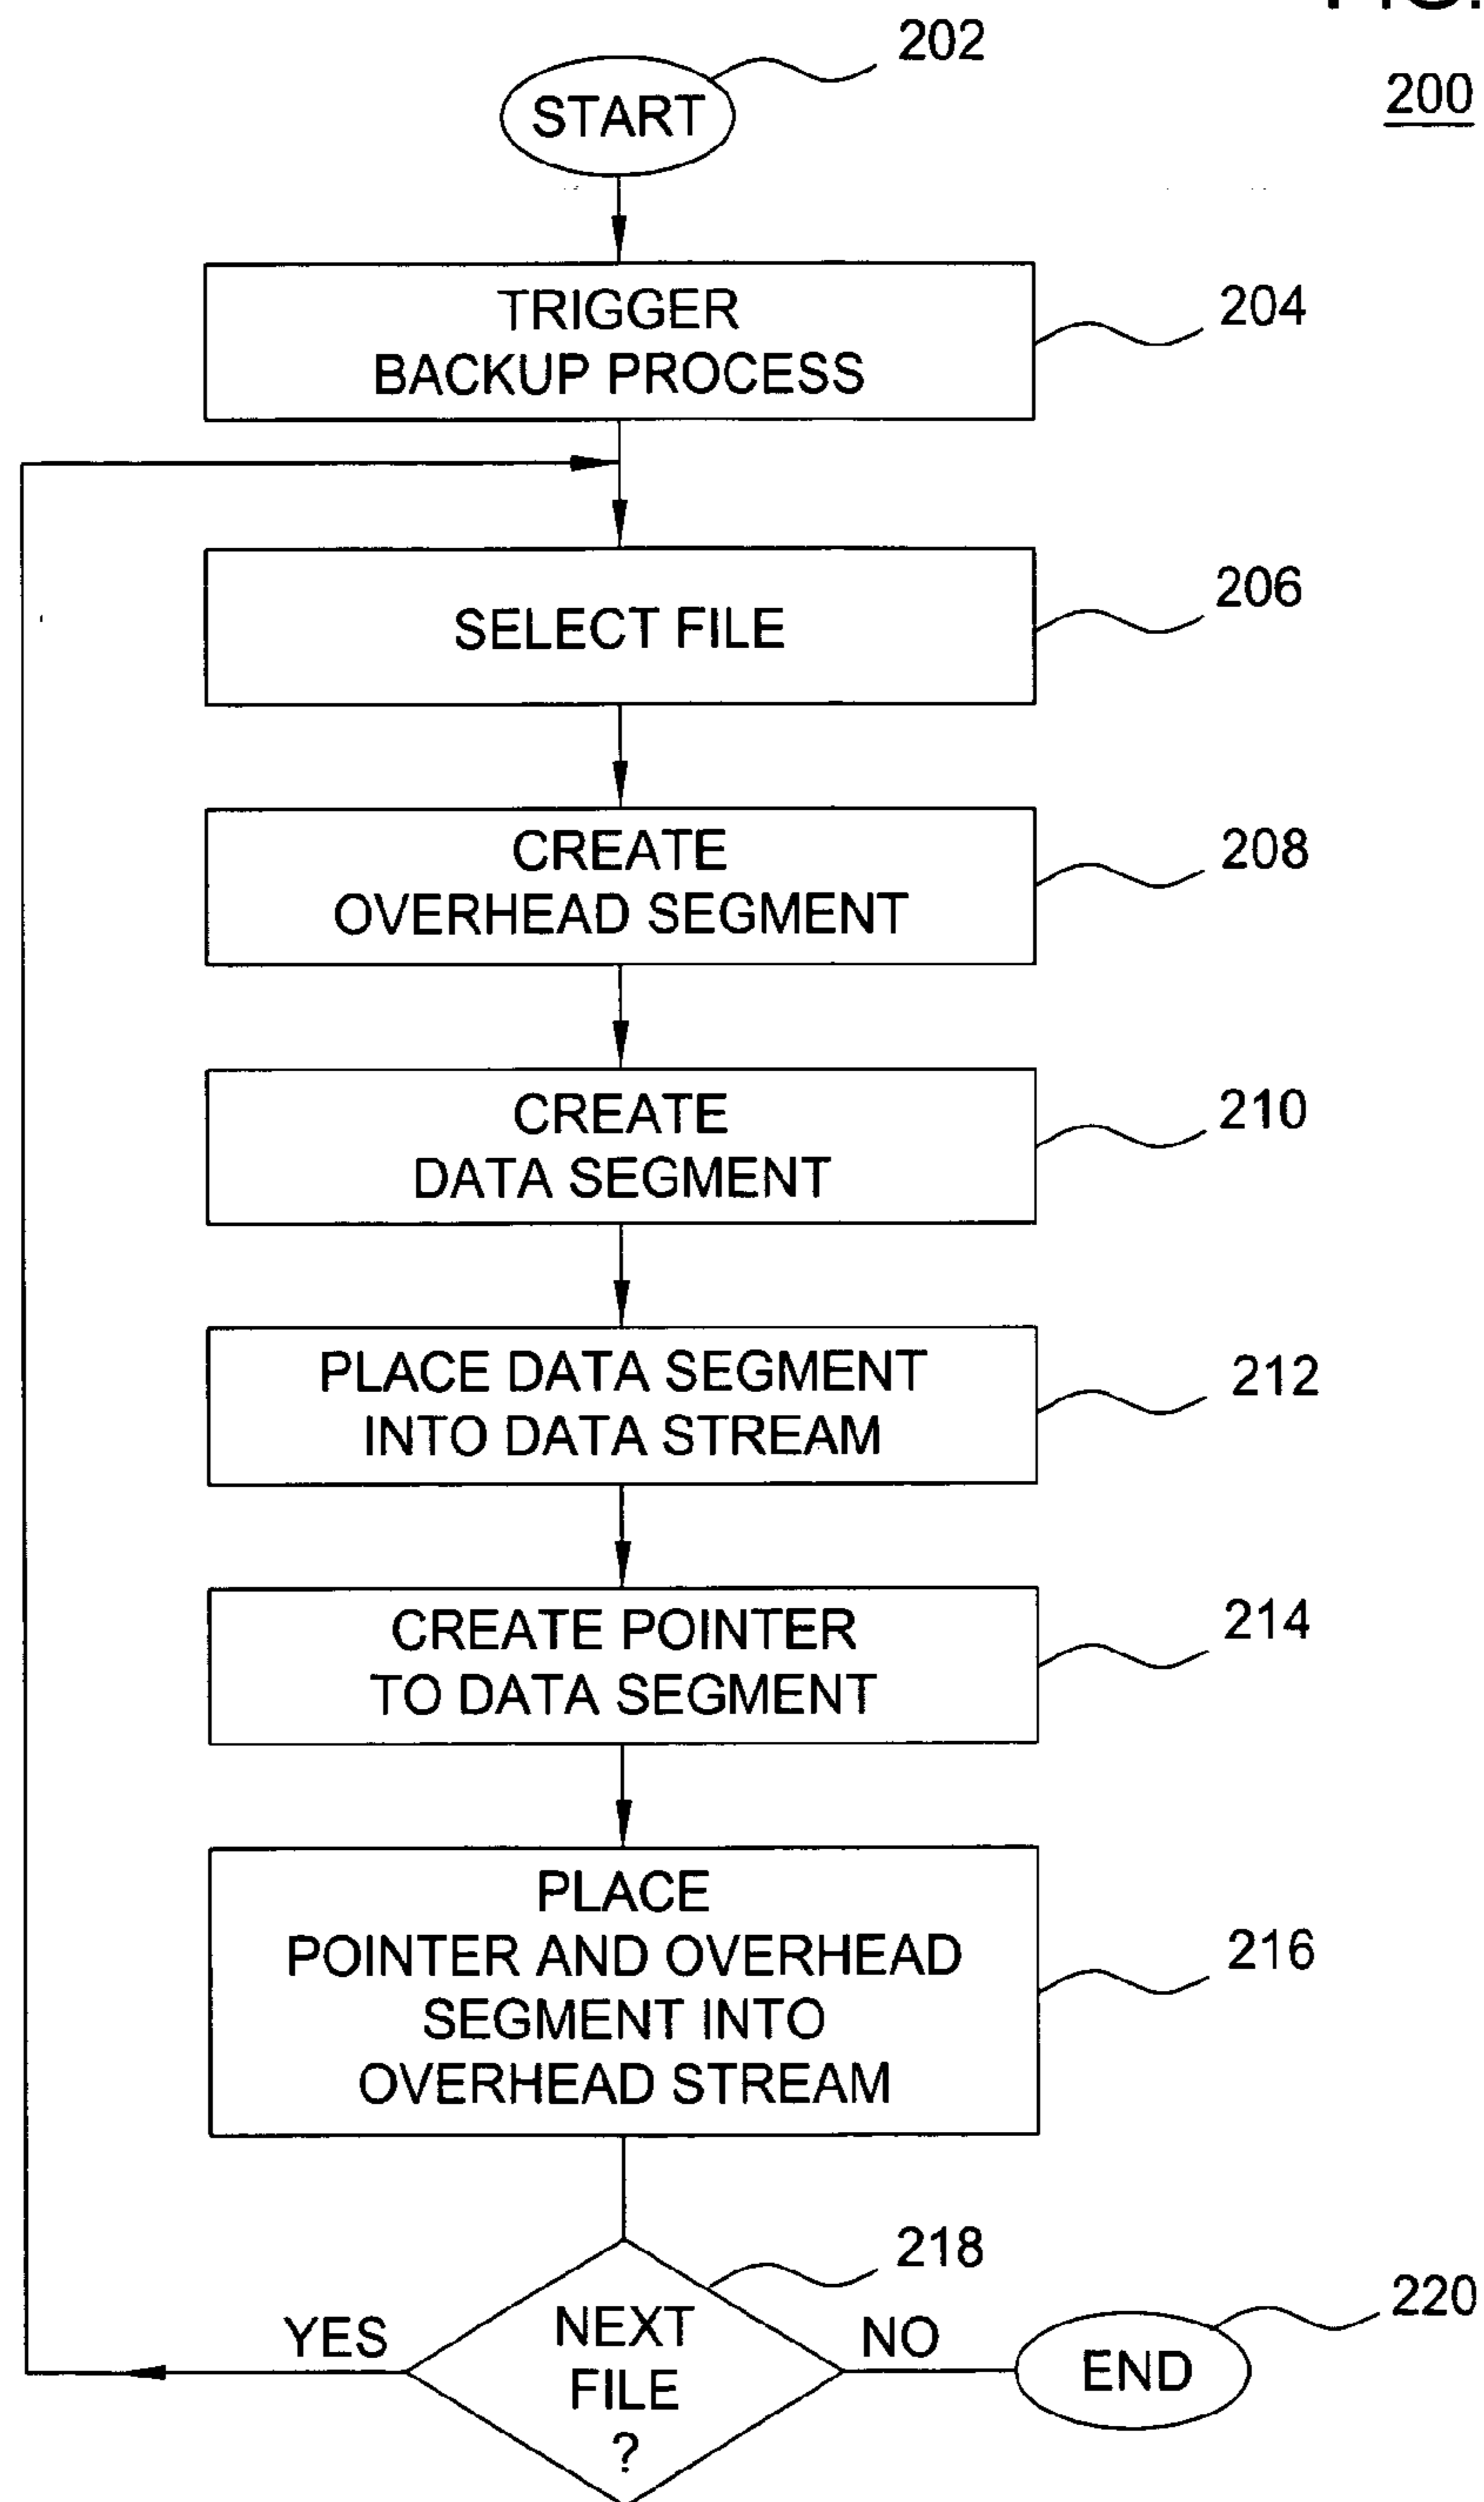 202
START
200
TRIGGER
BACKUP PROCESS
204
SELECT FILE
206
CREATE
OVERHEAD SEGMENT
208
CREATE
DATA SEGMENT
210
PLACE DATA SEGMENT
INTO DATA STREAM
212
CREATE POINTER
TO DATA SEGMENT
214
PLACE
POINTER AND OVERHEAD
SEGMENT INTO
OVERHEAD STREAM
216
218
YES
NEXT
FILE
?
NO
END
220